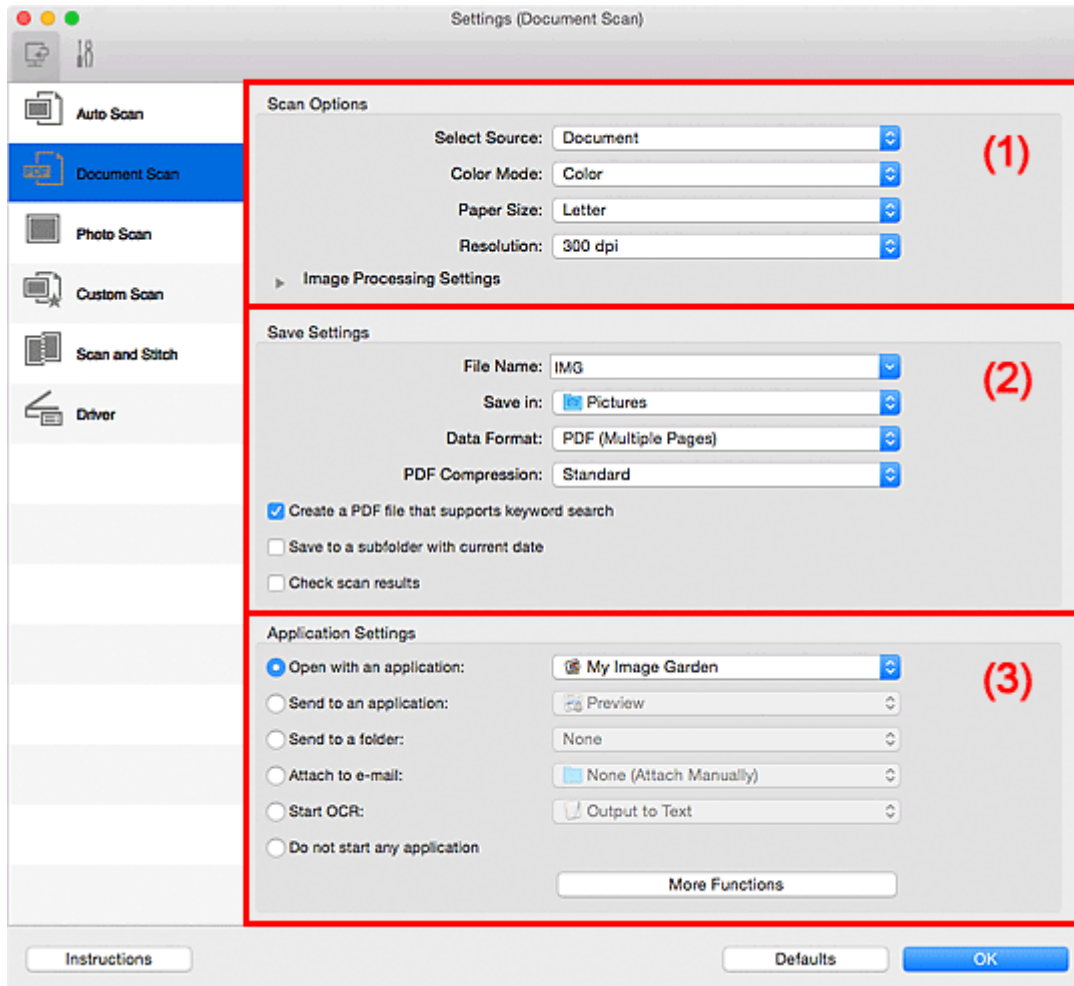 Settings (Document Scan)
Auto Scan
PDF
Document Scan
Photo Scan
Custom Scan
Scan and Stitch
Driver
Scan Options
(1)
Select Source: Document
Color Mode: Color
Paper Size: Letter
Resolution: 300 dpi
Image Processing Settings
Save Settings
(2)
File Name: IMG
Save in: Pictures
Data Format: PDF (Multiple Pages)
PDF Compression: Standard
Create a PDF file that supports keyword search
Save to a subfolder with current date
Check scan results
Application Settings
(3)
Open with an application: My Image Garden
Send to an application: Preview
Send to a folder: None
Attach to e-mail: None (Attach Manually)
Start OCR: Output to Text
Do not start any application
More Functions
Instructions Defaults OK